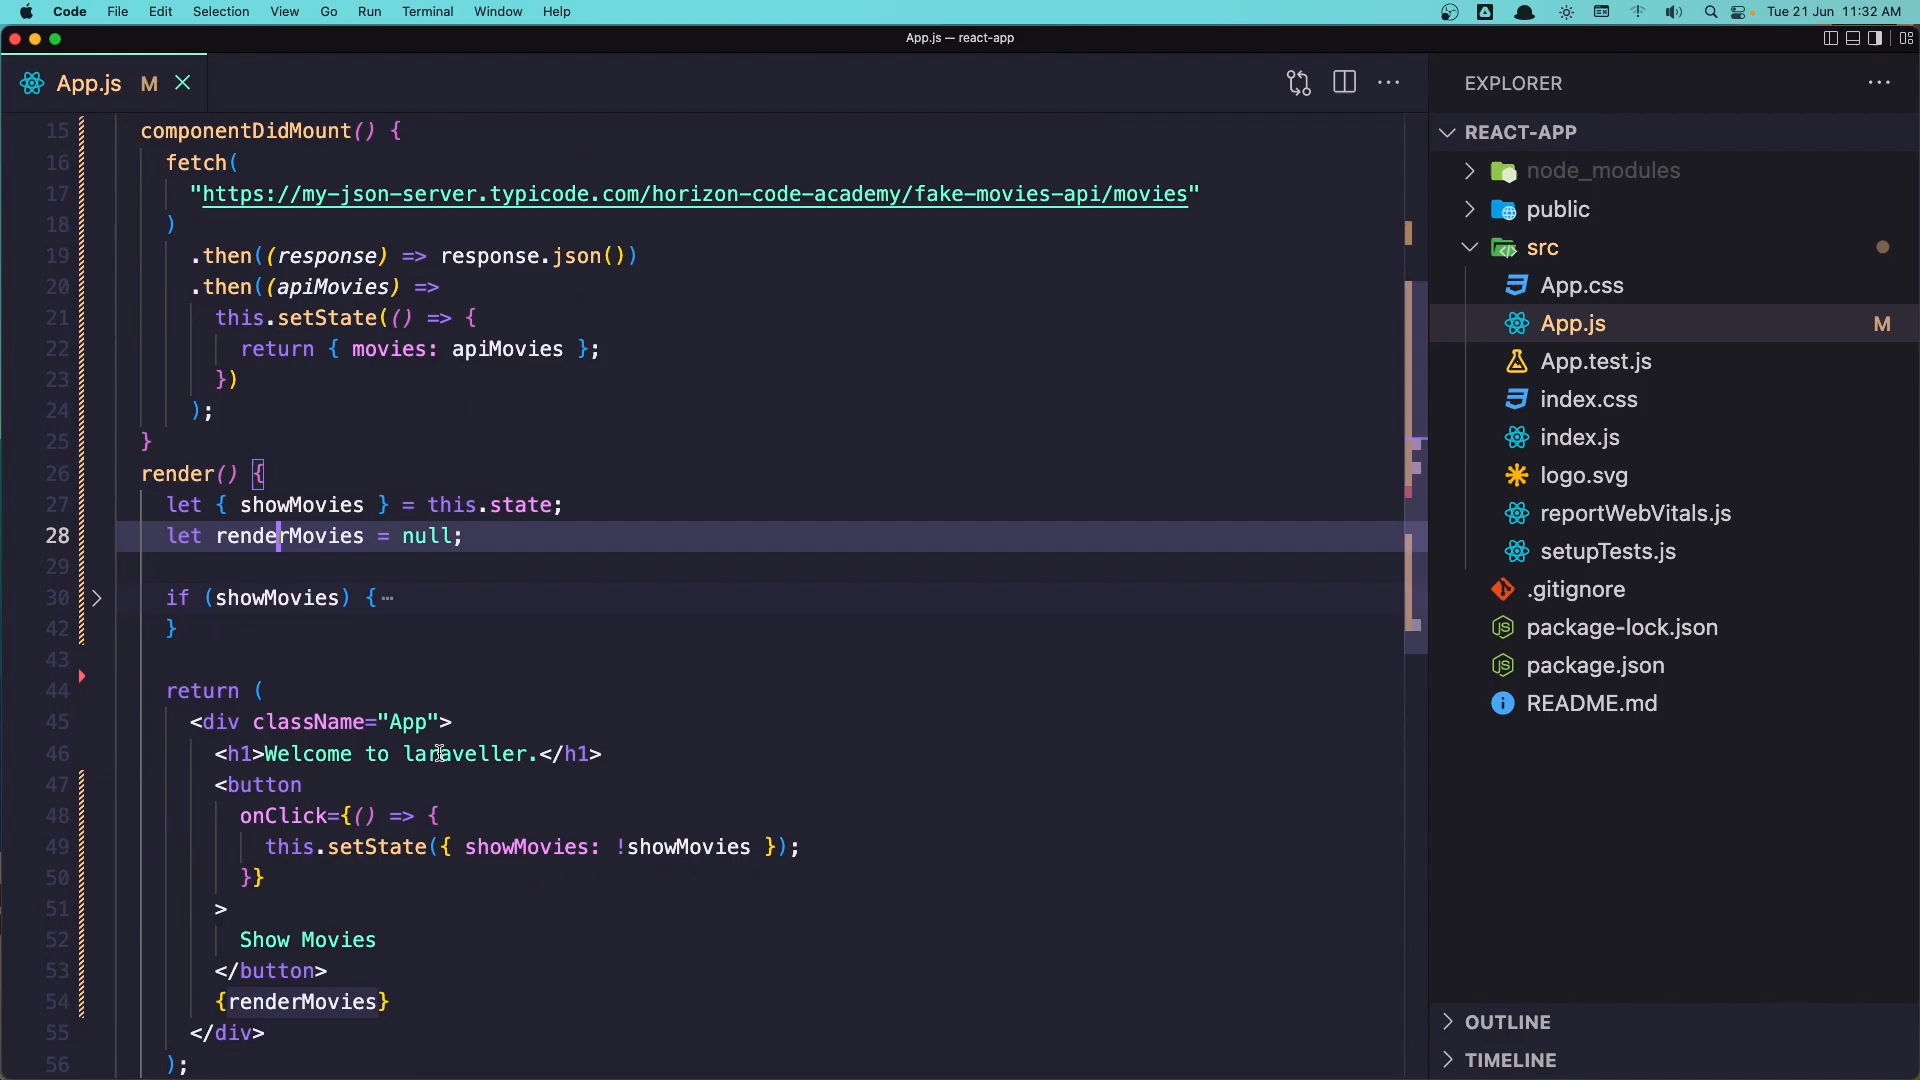 Code File Edit Selection View Go Run Terminal Window Help Tue 21 Jun 11:32 AM
App.js — react-app
App.js M
EXPLORER
REACT-APP
node_modules
public
src
App.css
App.js M
App.test.js
index.css
index.js
logo.svg
reportWebVitals.js
setupTests.js
.gitignore
package-lock.json
package.json
README.md
OUTLINE
TIMELINE
15 componentDidMount() {
16 fetch(
17 "https://my-json-server.typicode.com/horizon-code-academy/fake-movies-api/movies"
18 )
19 .then((response) => response.json())
20 .then((apiMovies) =>
21 this.setState(() => {
22 return { movies: apiMovies };
23 })
24 );
25 }
26 render() {
27 let { showMovies } = this.state;
28 let renderMovies = null;
29
30 if (showMovies) {⋯
42 }
43
44 return (
45 <div className="App">
46 <h1>Welcome to laraveller.</h1>
47 <button
48 onClick={() => {
49 this.setState({ showMovies: !showMovies });
50 }}
51 >
52 Show Movies
53 </button>
54 {renderMovies}
55 </div>
56 );